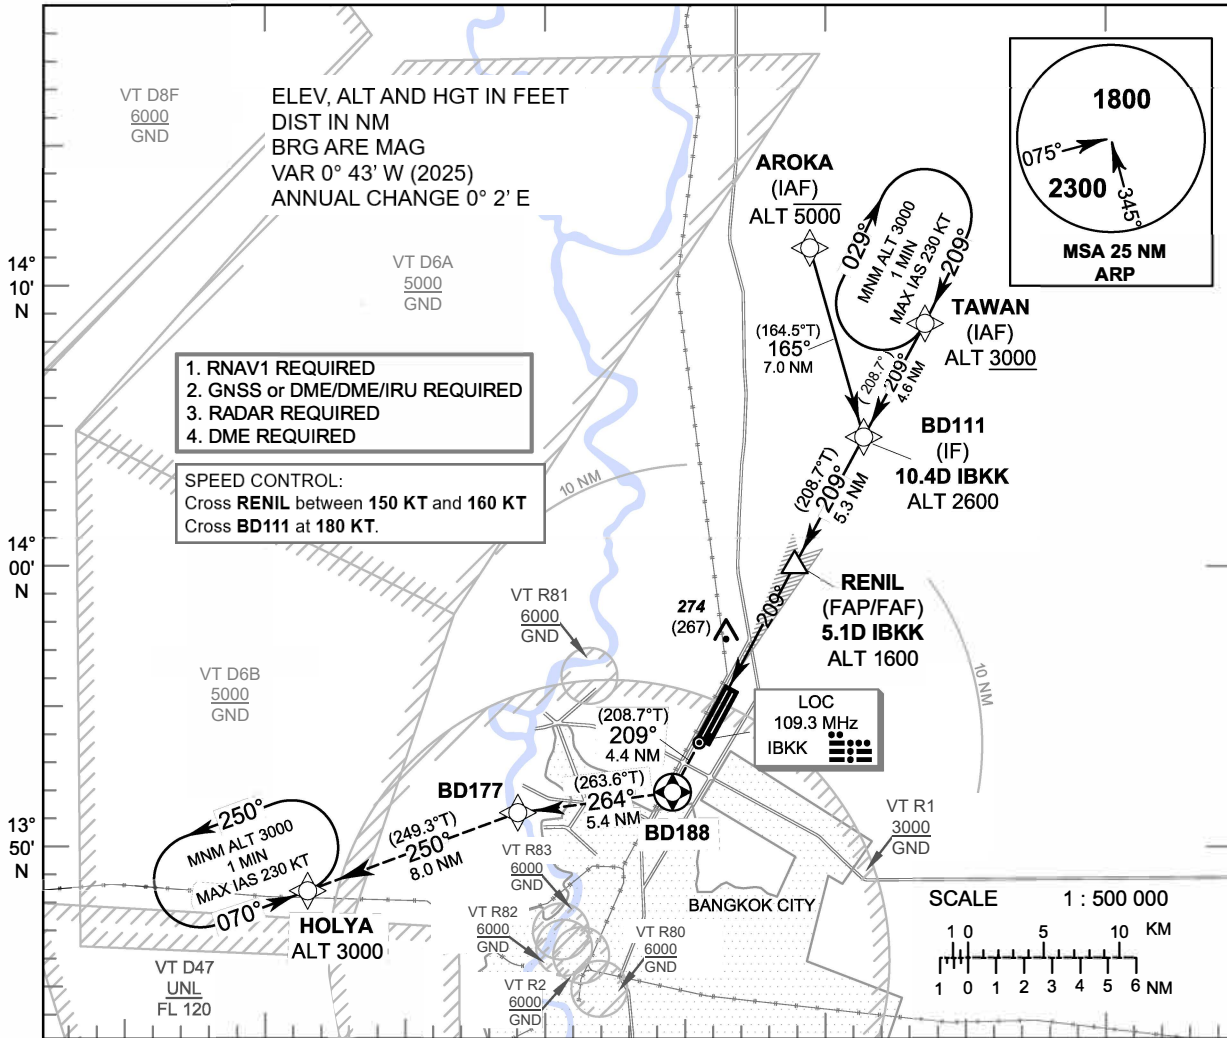 VT D8F
6000
GND
ELEV, ALT AND HGT IN FEET
DIST IN NM
BRG ARE MAG
VAR 0° 43' W (2025)
ANNUAL CHANGE 0° 2' E
1800
075°
2300
345°
MSA 25 NM
ARP
AROKA
(IAF)
ALT 5000
029°
MNM ALT 3000
1 MIN
MAX IAS 230 KT
209°
TAWAN
(IAF)
ALT 3000
14°
10'
N
VT D6A
5000
GND
(164.5°T)
165°
7.0 NM
(208.7°
209°
4.6 NM
1. RNAV1 REQUIRED
2. GNSS or DME/DME/IRU REQUIRED
3. RADAR REQUIRED
4. DME REQUIRED
BD111
(IF)
10.4D IBKK
ALT 2600
SPEED CONTROL:
Cross RENIL between 150 KT and 160 KT
Cross BD111 at 180 KT.
10 NM
(208.7°T)
209°
5.3 NM
14°
00'
N
RENIL
(FAP/FAF)
5.1D IBKK
ALT 1600
VT R81
6000
GND
274
(267)
209°
VT D6B
5000
GND
10 NM
LOC
109.3 MHz
IBKK
(208.7°T)
209°
4.4 NM
(263.6°T)
264°
5.4 NM
BD177
BD188
13°
50'
N
250°
MNM ALT 3000
1 MIN
MAX IAS 230 KT
070°
(249.3°T)
250°
8.0 NM
HOLYA
ALT 3000
VT R1
3000
GND
VT R83
6000
GND
BANGKOK CITY
VT R82
6000
GND
VT R80
6000
GND
VT R2
6000
GND
VT D47
UNL
FL 120
SCALE 1 : 500 000
1 0 5 10 KM
1 0 1 2 3 4 5 6 NM